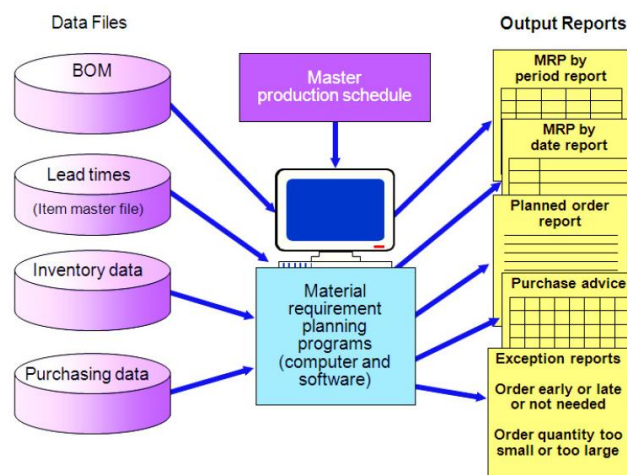 Data Files
BOM
Lead times
(Item master file)
Inventory data
Purchasing data
Master
production schedule
Material
requirement
planning
programs
(computer and
software)
Output Reports
MRP by
period report
MRP by
date report
Planned order
report
Purchase advice
Exception reports
Order early or late
or not needed
Order quantity too
small or too large